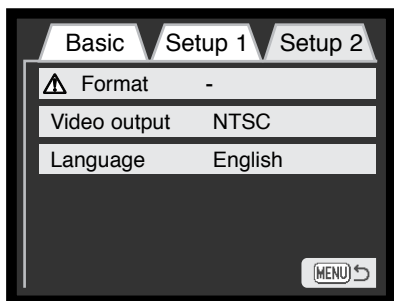 Basic Setup 1 Setup 2
Format -
Video output NTSC
Language English
MENU